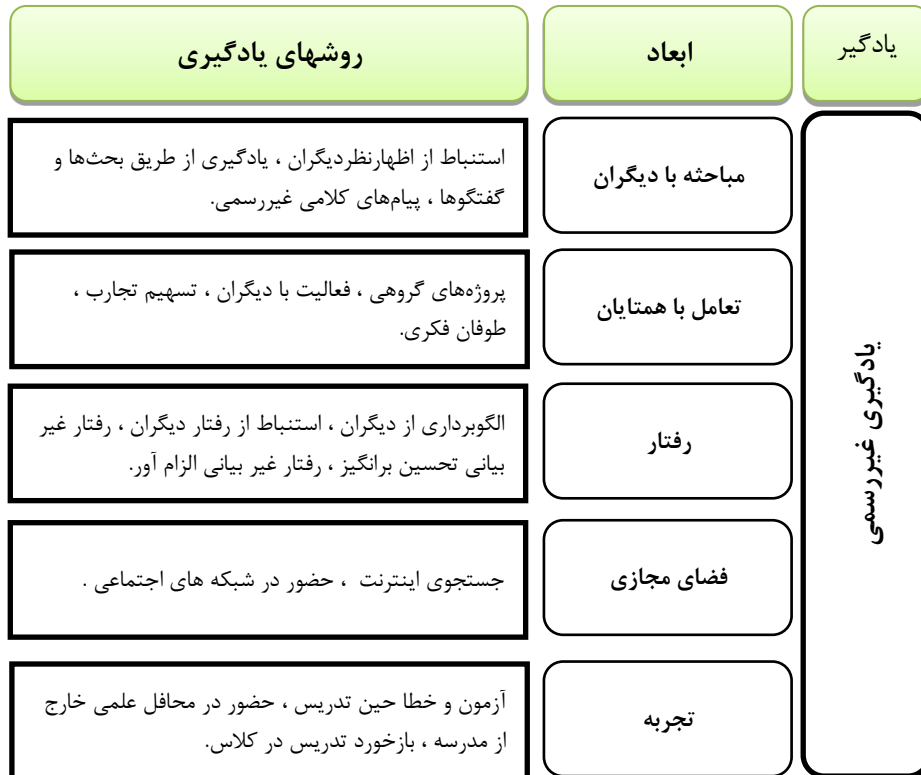 یادگیر
ابعاد
روشهای یادگیری
یادگیری غیررسمی
مباحثه با دیگران
استنباط از اظهارنظردیگران ، یادگیری از طریق بحث‌ها و
گفتگوها ، پیام‌های کلامی غیررسمی.
تعامل با همتایان
پروژه‌های گروهی ، فعالیت با دیگران ، تسهیم تجارب ،
طوفان فکری.
رفتار
الگوبرداری از دیگران ، استنباط از رفتار دیگران ، رفتار غیر
بیانی تحسین برانگیز ، رفتار غیر بیانی الزام آور.
فضای مجازی
جستجوی اینترنت ، حضور در شبکه های اجتماعی .
تجربه
آزمون و خطا حین تدریس ، حضور در محافل علمی خارج
از مدرسه ، بازخورد تدریس در کلاس.